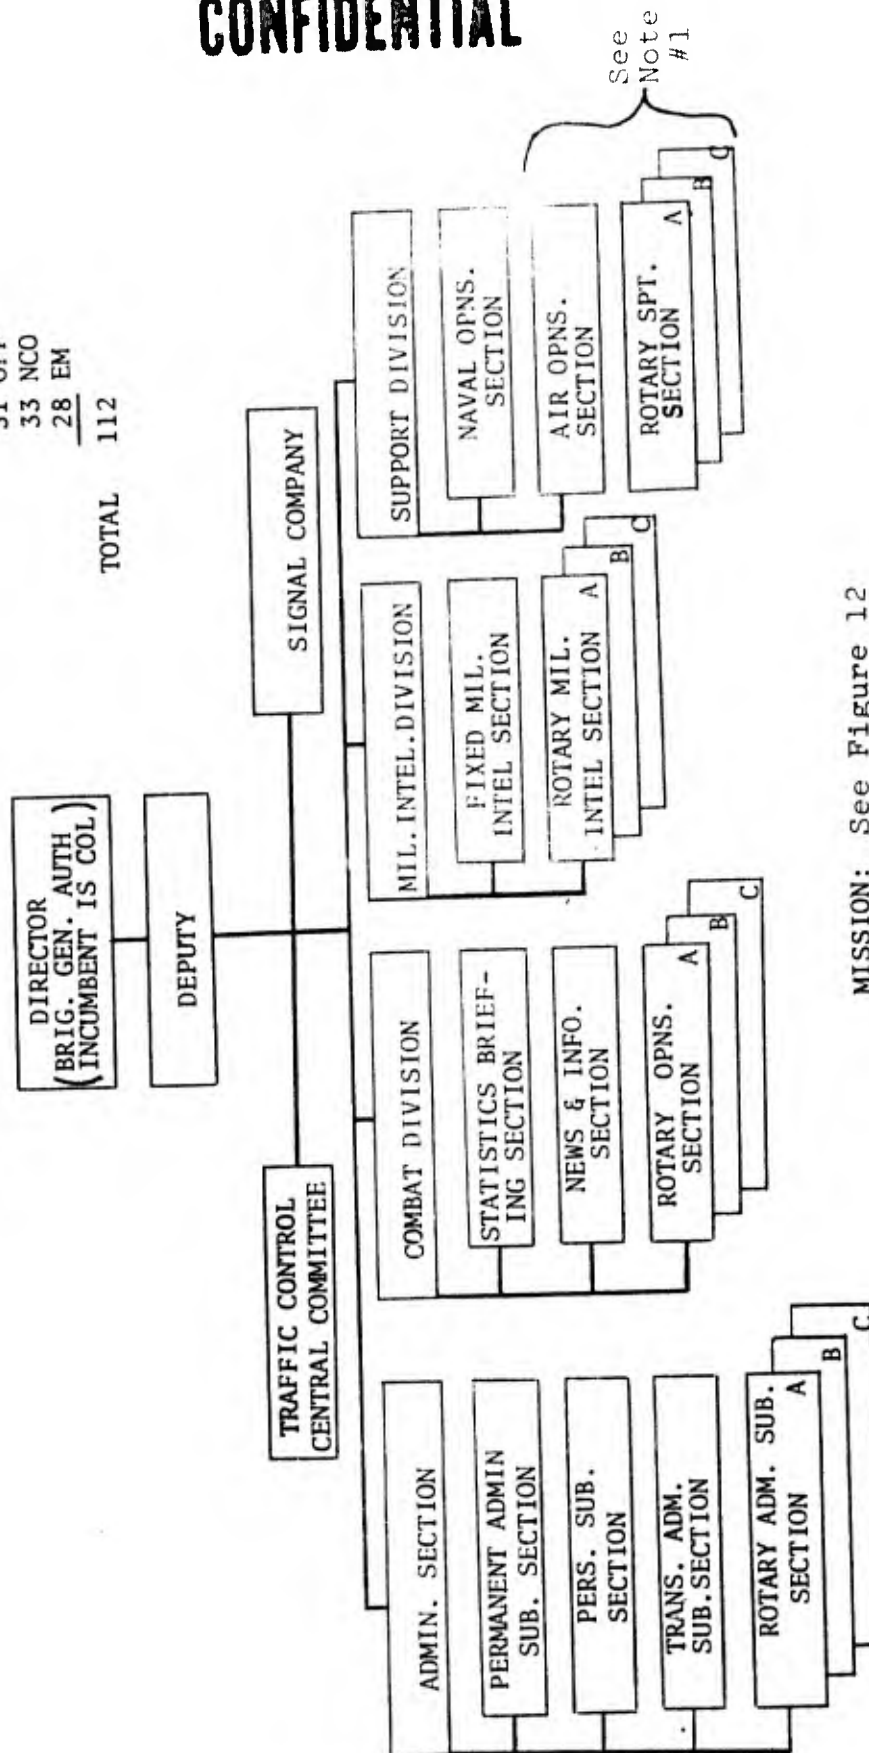 CONFIDENTIAL
33 NCO
28 EM
TOTAL 112
DIRECTOR
(BRIG. GEN. AUTH
INCUMBENT IS COL)
DEPUTY
TRAFFIC CONTROL
CENTRAL COMMITTEE
SIGNAL COMPANY
ADMIN. SECTION
PERMANENT ADMIN
SUB. SECTION
PERS. SUB.
SECTION
TRANS. ADM.
SUB.SECTION
ROTARY ADM. SUB.
SECTION
A
B
C
COMBAT DIVISION
STATISTICS BRIEF-
ING SECTION
NEWS & INFO.
SECTION
ROTARY OPNS.
SECTION
A
B
C
MIL.INTEL.DIVISION
FIXED MIL.
INTEL SECTION
ROTARY MIL.
INTEL SECTION
A
B
C
SUPPORT DIVISION
NAVAL OPNS.
SECTION
AIR OPNS.
SECTION
ROTARY SPT.
SECTION
A
B
C
See
Note
#1
MISSION: See Figure 12